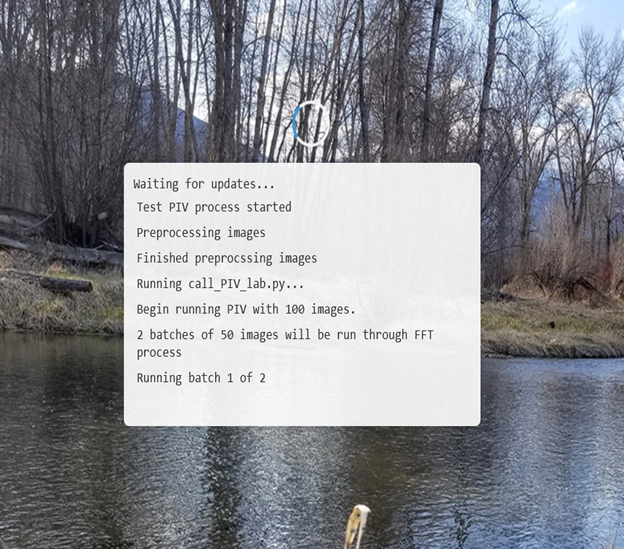 Waiting for updates...
Test PIV process started
Preprocessing images
Finished preprocssing images
Running call_PIV_lab.py...
Begin running PIV with 100 images.
2 batches of 50 images will be run through FFT
process
Running batch 1 of 2